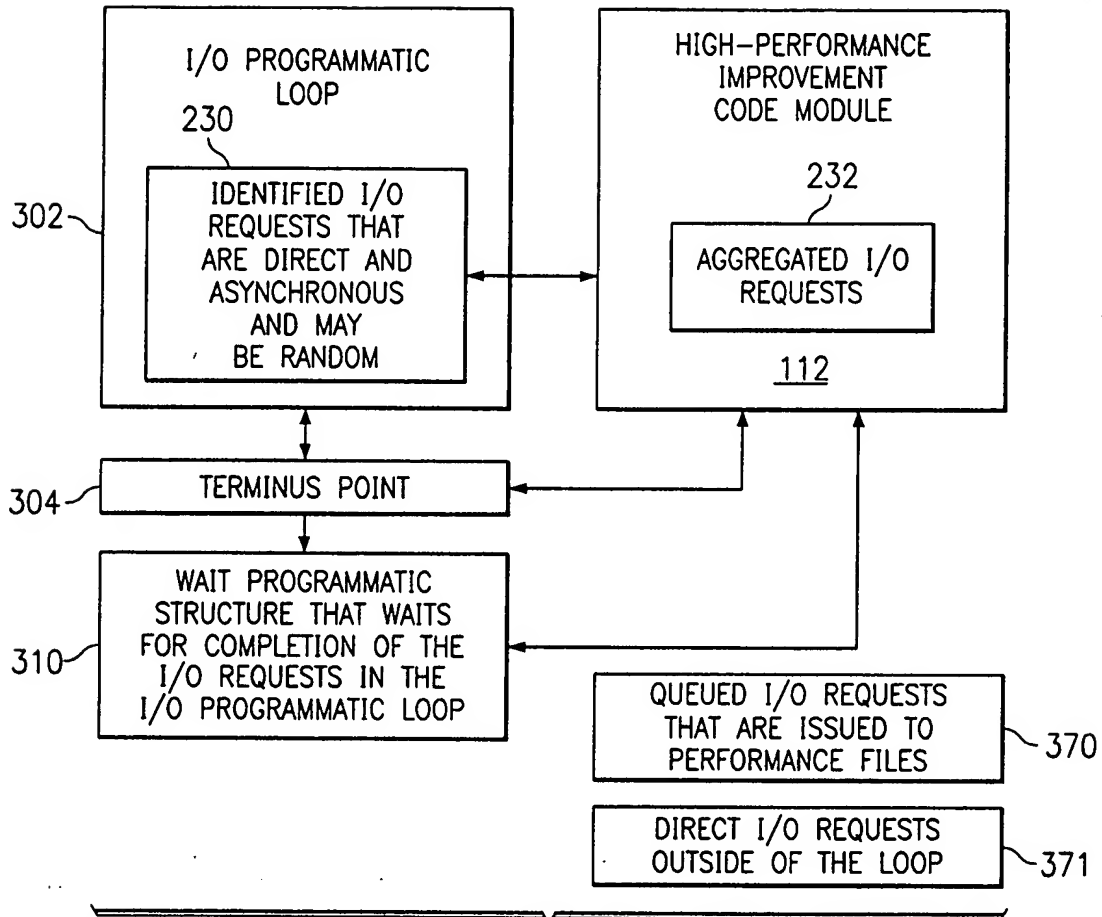 I/O PROGRAMMATIC
LOOP
230
IDENTIFIED I/O
REQUESTS THAT
ARE DIRECT AND
ASYNCHRONOUS
AND MAY
BE RANDOM
302
HIGH-PERFORMANCE
IMPROVEMENT
CODE MODULE
232
AGGREGATED I/O
REQUESTS
112
304
TERMINUS POINT
310
WAIT PROGRAMMATIC
STRUCTURE THAT WAITS
FOR COMPLETION OF THE
I/O REQUESTS IN THE
I/O PROGRAMMATIC LOOP
QUEUED I/O REQUESTS
THAT ARE ISSUED TO
PERFORMANCE FILES
370
DIRECT I/O REQUESTS
OUTSIDE OF THE LOOP
371